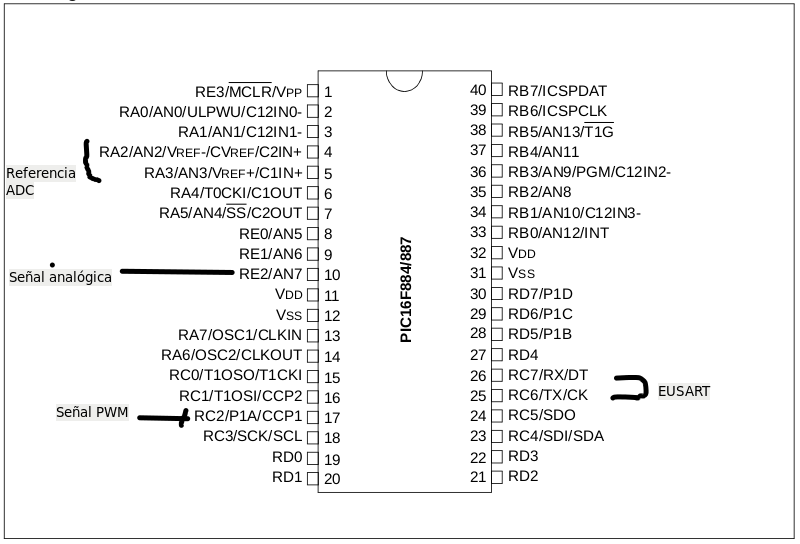 RE3/MCLR/VPP 1
RA0/AN0/ULPWU/C12IN0- 2
RA1/AN1/C12IN1- 3
RA2/AN2/VREF-/CVREF/C2IN+ 4
RA3/AN3/VREF+/C1IN+ 5
RA4/T0CKI/C1OUT 6
RA5/AN4/SS/C2OUT 7
RE0/AN5 8
RE1/AN6 9
RE2/AN7 10
VDD 11
VSS 12
RA7/OSC1/CLKIN 13
RA6/OSC2/CLKOUT 14
RC0/T1OSO/T1CKI 15
RC1/T1OSI/CCP2 16
RC2/P1A/CCP1 17
RC3/SCK/SCL 18
RD0 19
RD1 20
Referencia
ADC
Señal analógica
Señal PWM
PIC16F884/887
40 RB7/ICSPDAT
39 RB6/ICSPCLK
38 RB5/AN13/T1G
37 RB4/AN11
36 RB3/AN9/PGM/C12IN2-
35 RB2/AN8
34 RB1/AN10/C12IN3-
33 RB0/AN12/INT
32 VDD
31 VSS
30 RD7/P1D
29 RD6/P1C
28 RD5/P1B
27 RD4
26 RC7/RX/DT
25 RC6/TX/CK
24 RC5/SDO
23 RC4/SDI/SDA
22 RD3
21 RD2
EUSART